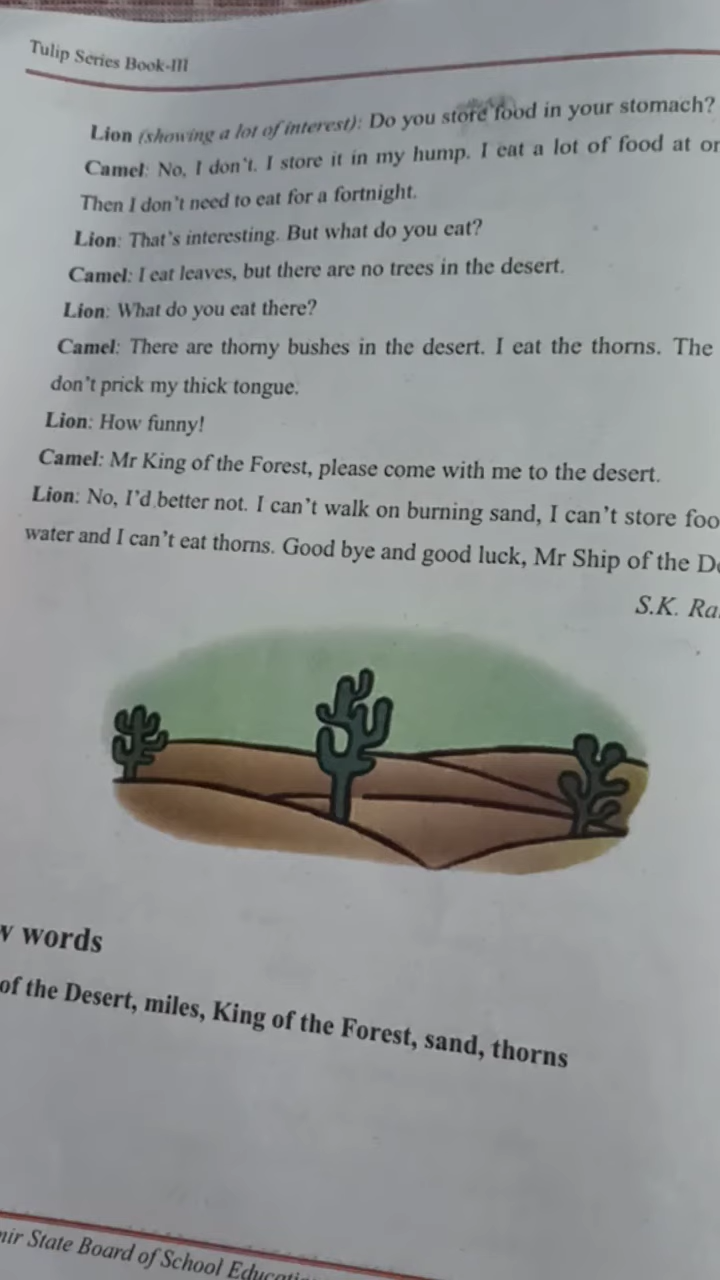 Tulip Series Book-III
Lion (showing a lot of interest): Do you store food in your stomach?
Camel: No, I don't. I store it in my hump. I eat a lot of food at
Then I don't need to eat for a fortnight.
Lion: That's interesting. But what do you eat?
Camel: I eat leaves, but there are no trees in the desert.
Lion: What do you eat there?
Camel: There are thorny bushes in the desert. I eat the thorns. The
don't prick my thick tongue.
Lion: How funny!
Camel: Mr King of the Forest, please come with me to the desert.
Lion: No, I'd better not. I can't walk on burning sand, I can't store
water and I can't eat thorns. Good bye and good luck, Mr Ship of the
S.K.
words
of the Desert, miles, King of the Forest, sand, thorns
State Board of School